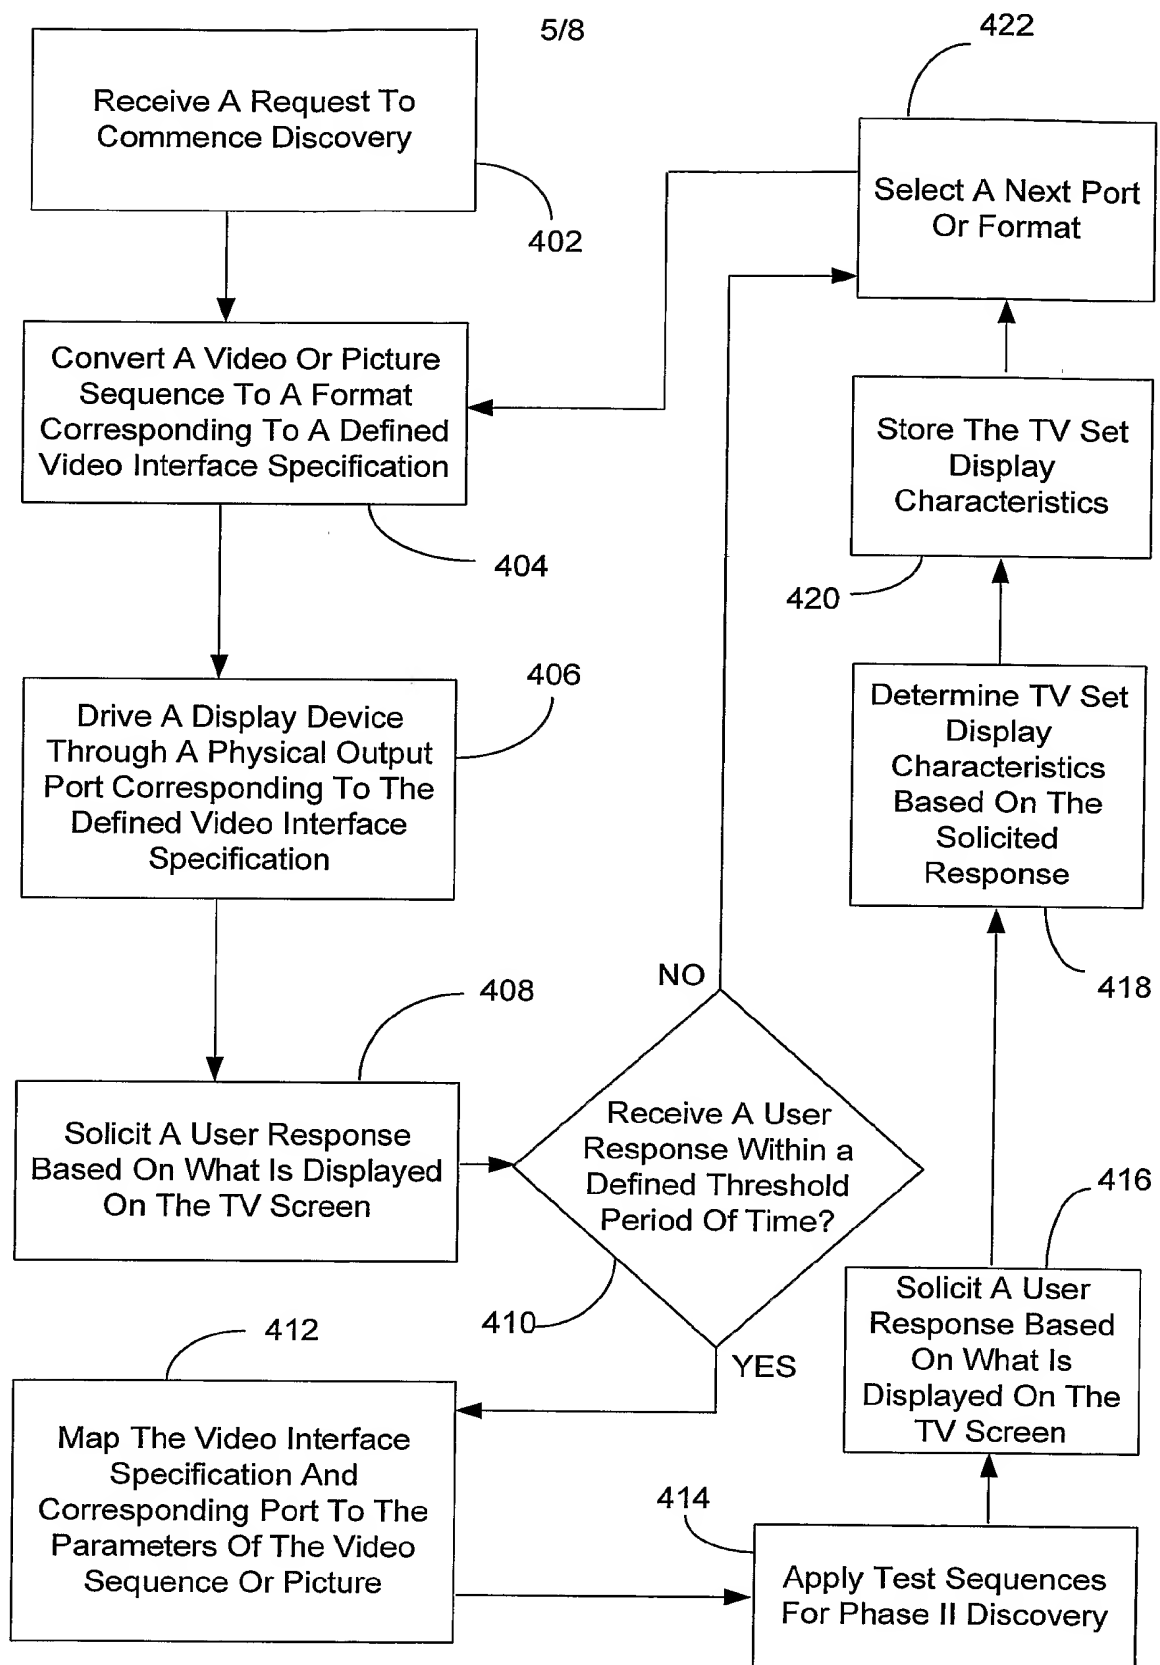 5/8
Receive A Request To
Commence Discovery
402
Convert A Video Or Picture
Sequence To A Format
Corresponding To A Defined
Video Interface Specification
404
Drive A Display Device
Through A Physical Output
Port Corresponding To The
Defined Video Interface
Specification
406
Solicit A User Response
Based On What Is Displayed
On The TV Screen
408
Receive A User
Response Within a
Defined Threshold
Period Of Time?
410
NO
YES
Map The Video Interface
Specification And
Corresponding Port To The
Parameters Of The Video
Sequence Or Picture
412
Apply Test Sequences
For Phase II Discovery
414
Solicit A User
Response Based
On What Is
Displayed On The
TV Screen
416
Determine TV Set
Display
Characteristics
Based On The
Solicited
Response
418
Store The TV Set
Display
Characteristics
420
Select A Next Port
Or Format
422